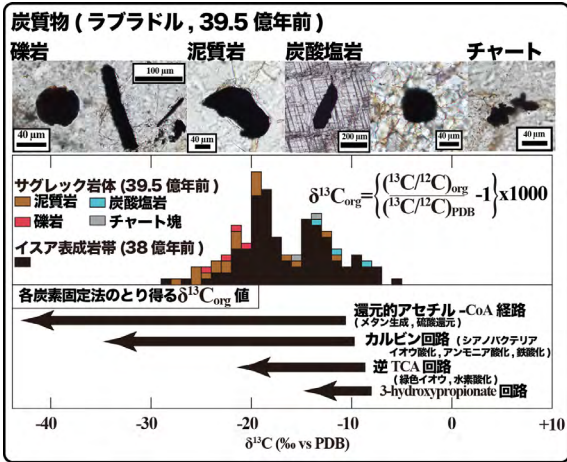 炭質物 ( ラブラドル , 39.5 億年前 )
礫岩 泥質岩 炭酸塩岩 チャート
100 μm
40 μm 40 μm 200 μm 40 μm 40 μm
サグレック岩体 (39.5 億年前 )
泥質岩 炭酸塩岩
礫岩 チャート塊
イスア表成岩帯 (38 億年前 )
δ¹³Corg={(¹³C/¹²C)org/(¹³C/¹²C)PDB -1}x1000
各炭素固定法のとり得るδ¹³Corg 値
還元的アセチル -CoA 経路
( メタン生成 , 硫酸還元 )
カルビン回路 ( シアノバクテリア
イオウ酸化 , アンモニア酸化 , 鉄酸化 )
逆 TCA 回路
( 緑色イオウ , 水素酸化 )
3-hydroxypropionate 回路
-40 -30 -20 -10 0 +10
δ¹³C (‰ vs PDB)